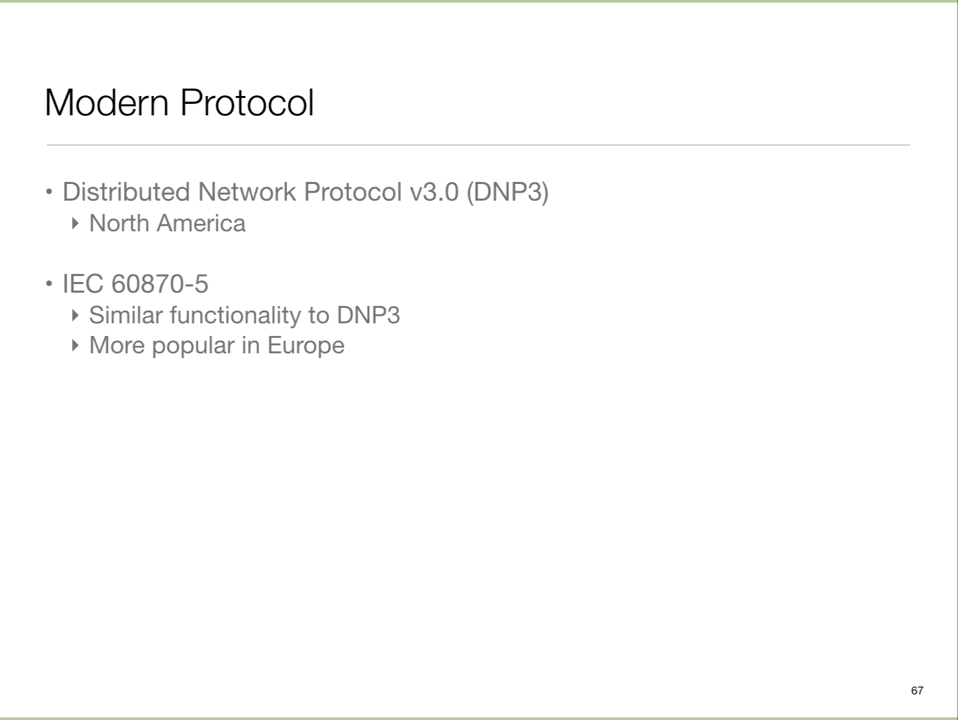 Modern Protocol
• Distributed Network Protocol v3.0 (DNP3)
‣ North America
• IEC 60870-5
‣ Similar functionality to DNP3
‣ More popular in Europe
67